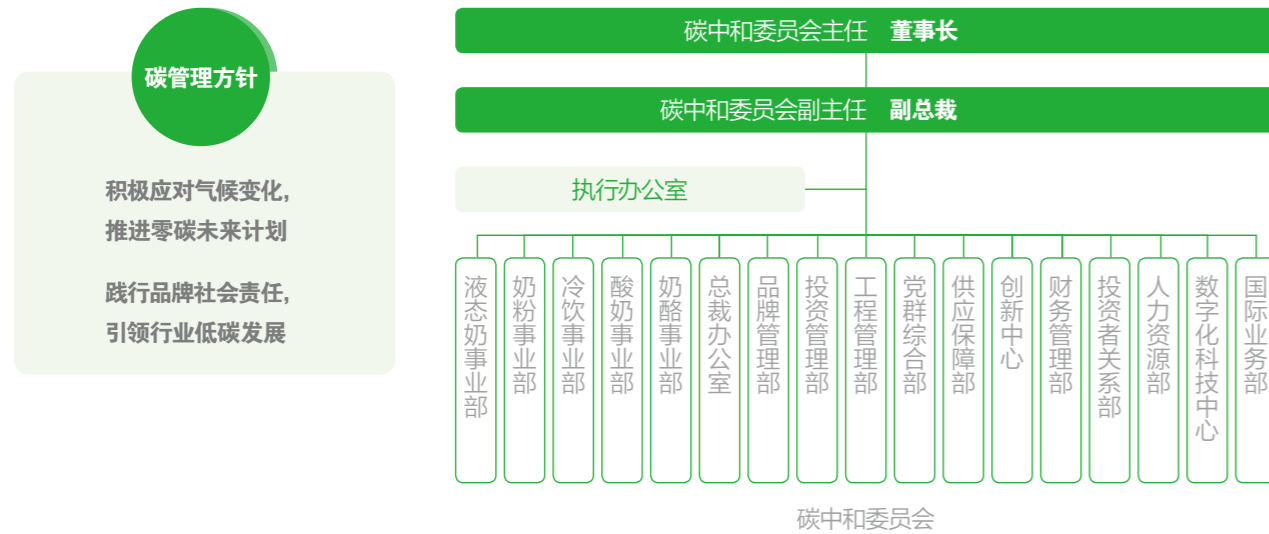 碳管理方针
积极应对气候变化,
推进零碳未来计划
践行品牌社会责任,
引领行业低碳发展
碳中和委员会主任 董事长
碳中和委员会副主任 副总裁
执行办公室
液态奶事业部
奶粉事业部
冷饮事业部
酸奶事业部
奶酪事业部
总裁办公室
品牌管理部
投资管理部
工程管理部
党群综合部
供应保障部
创新中心
财务管理部
投资者关系部
人力资源部
数字化科技中心
国际业务部
碳中和委员会